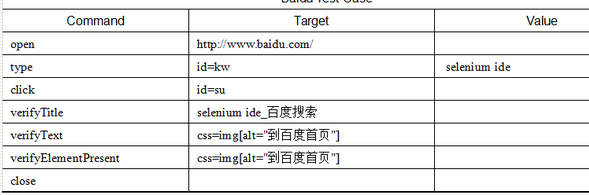 Baidu Test Case
Command Target Value
open http://www.baidu.com/
type id=kw selenium ide
click id=su
verifyTitle selenium ide_百度搜索
verifyText css=img[alt="到百度首页"]
verifyElementPresent css=img[alt="到百度首页"]
close